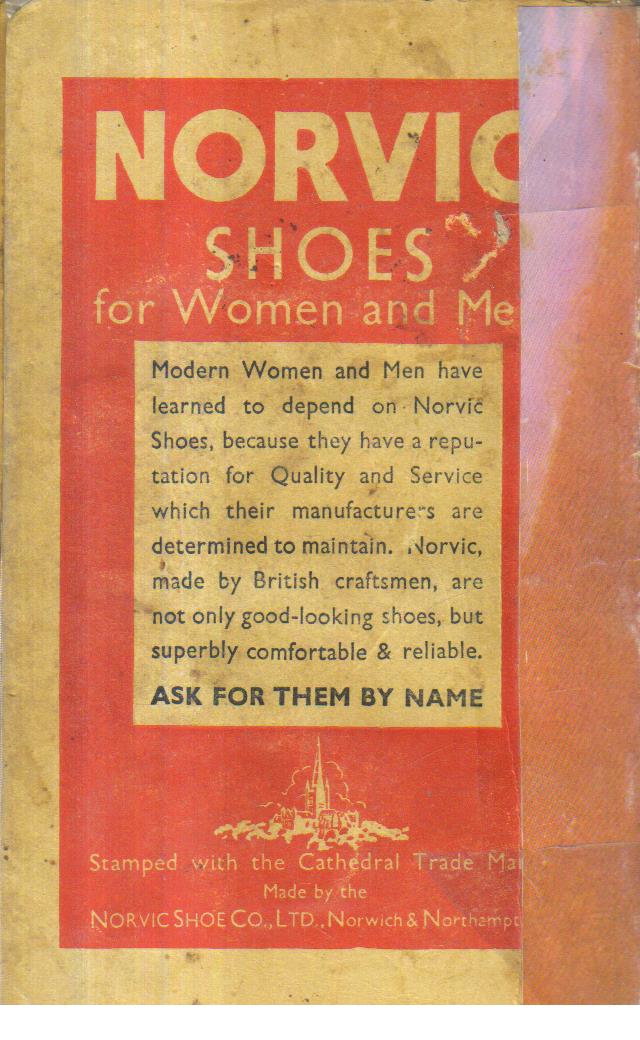 NORVIC
SHOES
for Women and Me
Modern Women and Men have
learned to depend on Norvic
Shoes, because they have a repu-
tation for Quality and Service
which their manufacturers are
determined to maintain. Norvic,
made by British craftsmen, are
not only good-looking shoes, but
superbly comfortable & reliable.
ASK FOR THEM BY NAME
Stamped with the Cathedral Trade Ma
Made by the
NORVIC SHOE CO., LTD., Norwich & Northampt